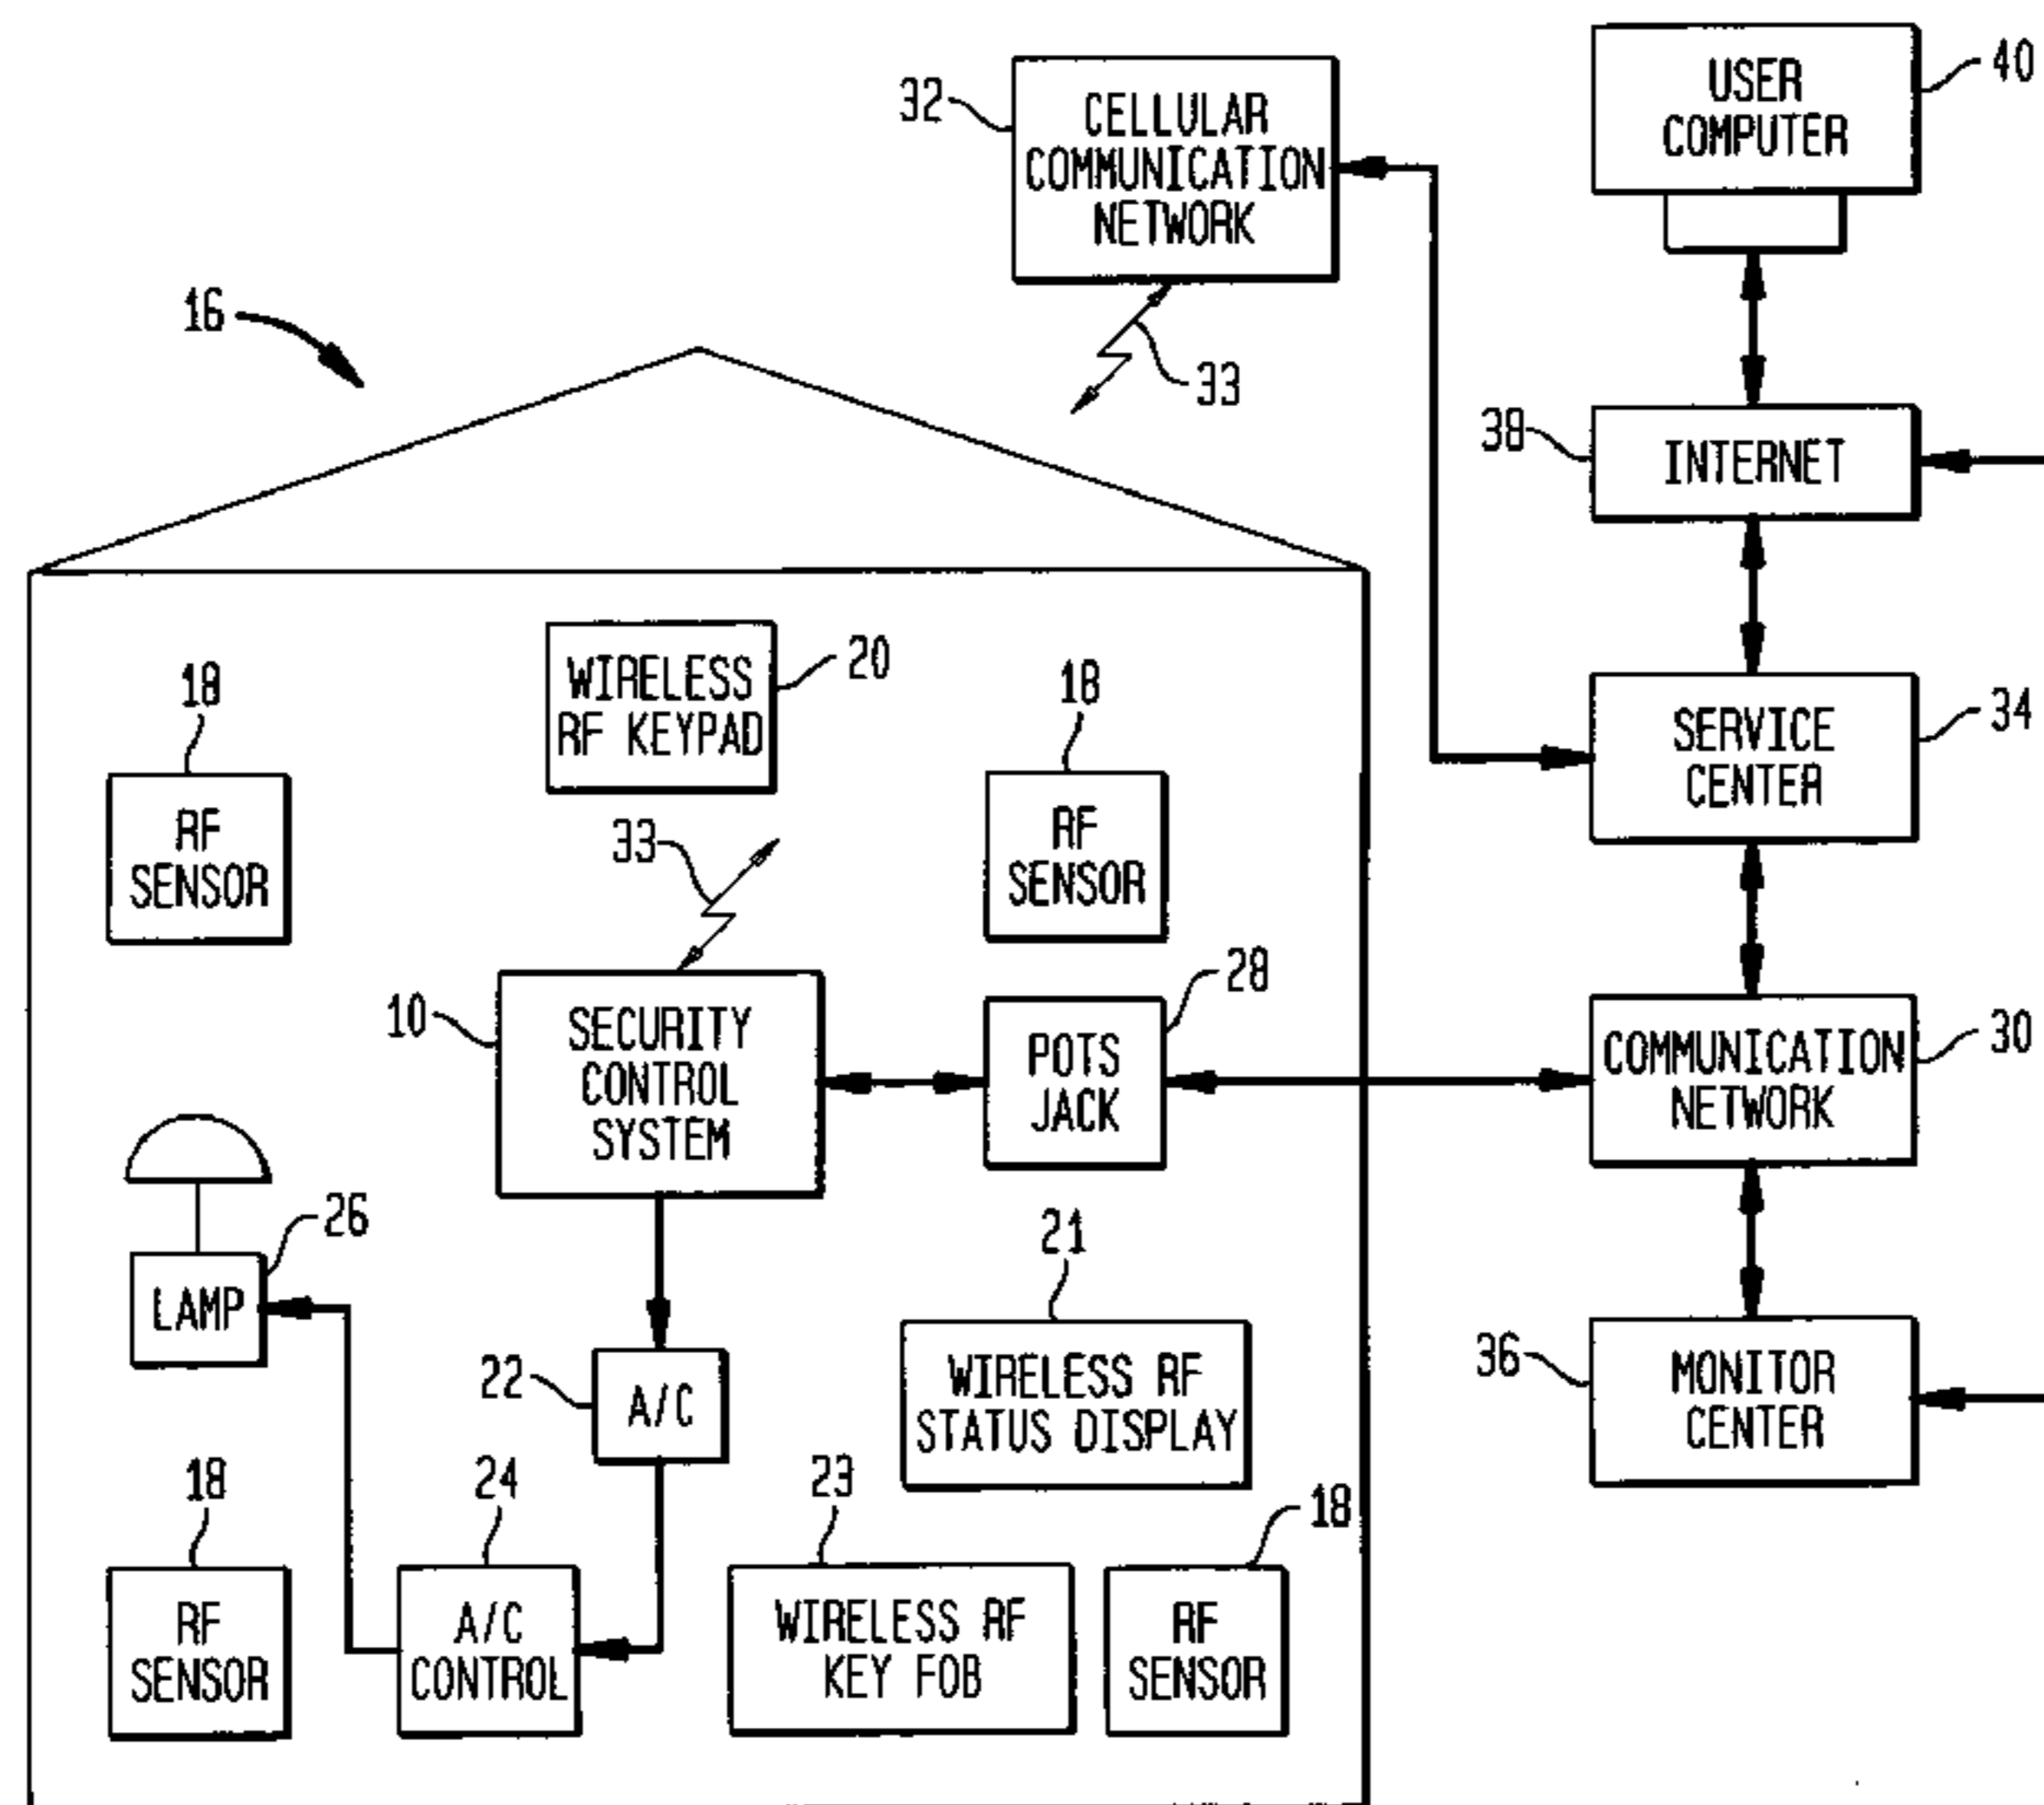 32
CELLULAR
COMMUNICATION
NETWORK
USER
COMPUTER
40
16
33
38
INTERNET
18
RF
SENSOR
WIRELESS
RF KEYPAD
20
18
RF
SENSOR
33
SERVICE
CENTER
34
10
SECURITY
CONTROL
SYSTEM
POTS
JACK
28
COMMUNICATION
NETWORK
30
LAMP
26
22
A/C
21
WIRELESS RF
STATUS DISPLAY
36
MONITOR
CENTER
18
RF
SENSOR
24
A/C
CONTROL
23
WIRELESS RF
KEY FOB
18
RF
SENSOR